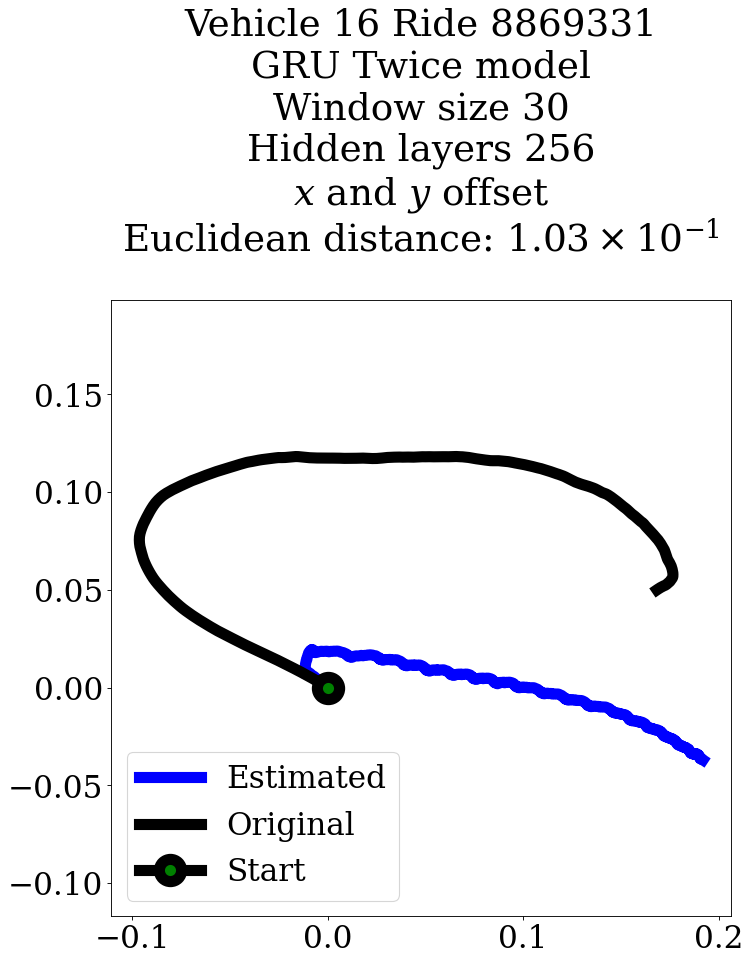 Vehicle 16 Ride 8869331
GRU Twice model
Window size 30
Hidden layers 256
x and y offset
Euclidean distance: 1.03 × 10⁻¹
0.15
0.10
0.05
0.00
−0.05
−0.10
Estimated
Original
Start
−0.1 0.0 0.1 0.2